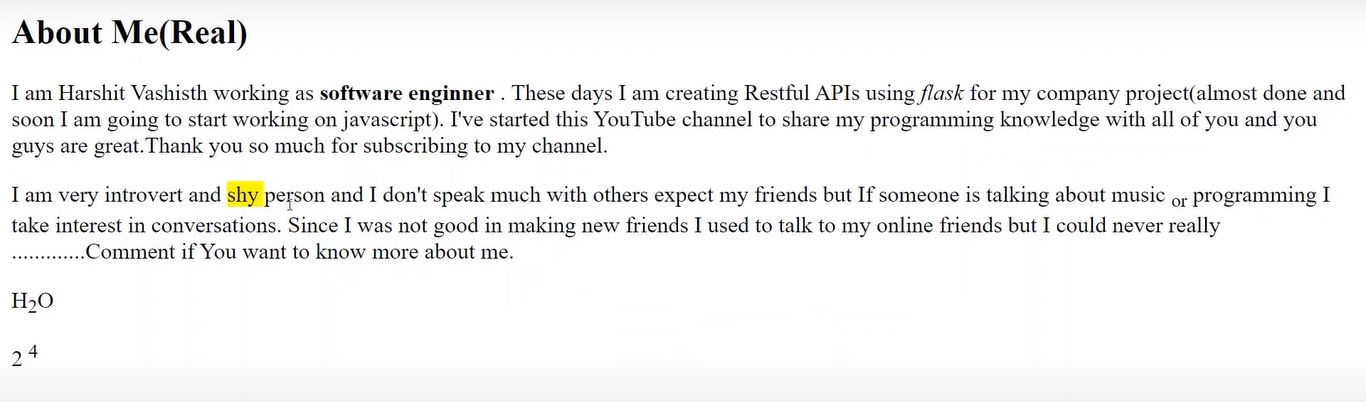 About Me(Real)
I am Harshit Vashisth working as software enginner . These days I am creating Restful APIs using flask for my company project(almost done and
soon I am going to start working on javascript). I've started this YouTube channel to share my programming knowledge with all of you and you
guys are great.Thank you so much for subscribing to my channel.
I am very introvert and shy person and I don't speak much with others expect my friends but If someone is talking about music or programming I
take interest in conversations. Since I was not good in making new friends I used to talk to my online friends but I could never really
.............Comment if You want to know more about me.
H₂O
2 ⁴